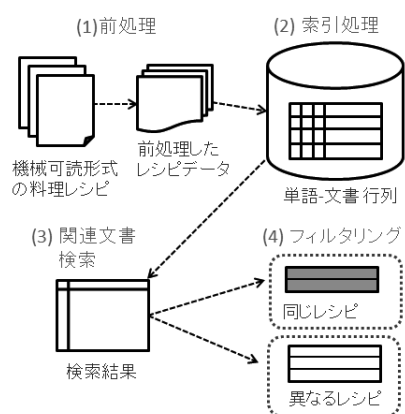 (1)前処理
(2) 索引処理
機械可読形式
の料理レシピ
前処理した
レシピデータ
単語-文書行列
(3) 関連文書
検索
検索結果
(4) フィルタリング
同じレシピ
異なるレシピ